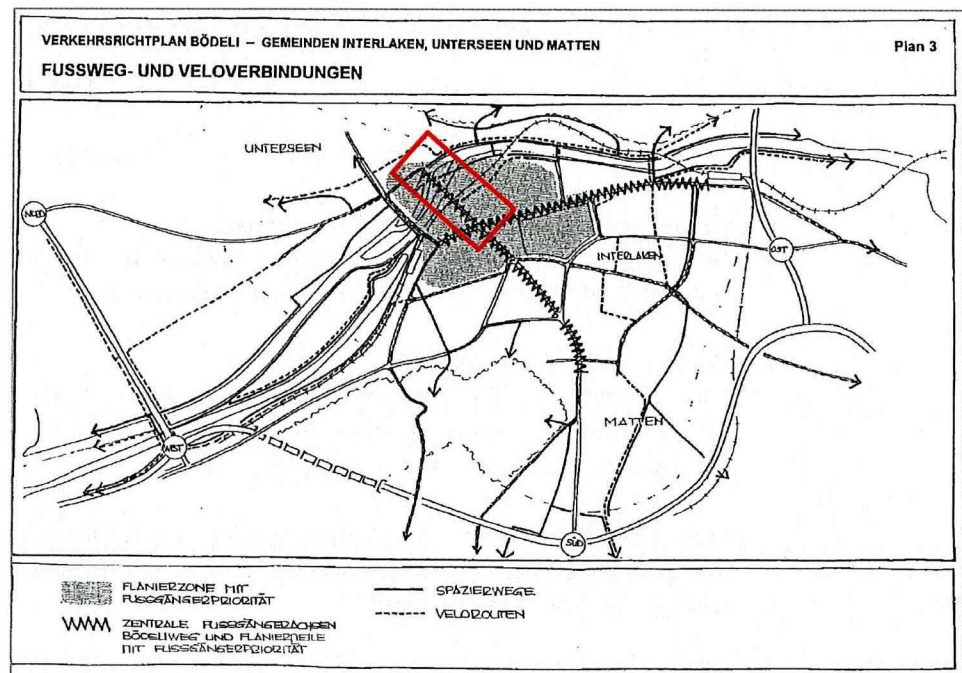 VERKEHRSRICHTPLAN BÖDELI – GEMEINDEN INTERLAKEN, UNTERSEEN UND MATTEN
Plan 3
FUSSWEG- UND VELOVERBINDUNGEN
UNTERSEEN
NORD
OST
INTERLAKEN
MATTEN
WEST
SÜD
FLANIERZONE MIT
FUSSGÄNGERPRIORITÄT
ZENTRALE FUSSGÄNGERACHSEN
BÖDELIWEG UND FLANIERMEILE
MIT FUSSGÄNGERPRIORITÄT
SPAZIERWEGE
VELOROUTEN